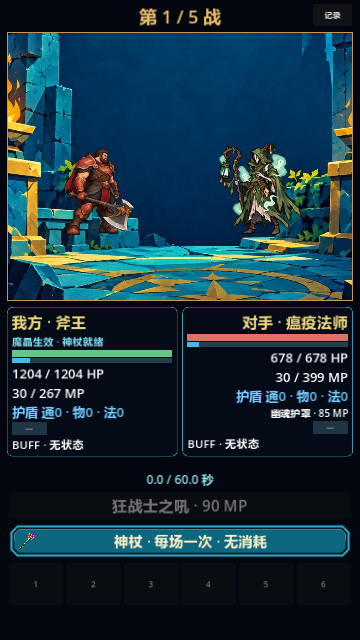 第 1 / 5 战
记录
我方 · 斧王
魔晶生效 · 神杖就绪
1204 / 1204 HP
30 / 267 MP
护盾 通0 · 物0 · 法0
—
BUFF · 无状态
对手 · 瘟疫法师
678 / 678 HP
30 / 399 MP
护盾 通0 · 物0 · 法0
幽魂护罩 · 85 MP
—
BUFF · 无状态
0.0 / 60.0 秒
狂战士之吼 · 90 MP
神杖 · 每场一次 · 无消耗
1 2 3 4 5 6